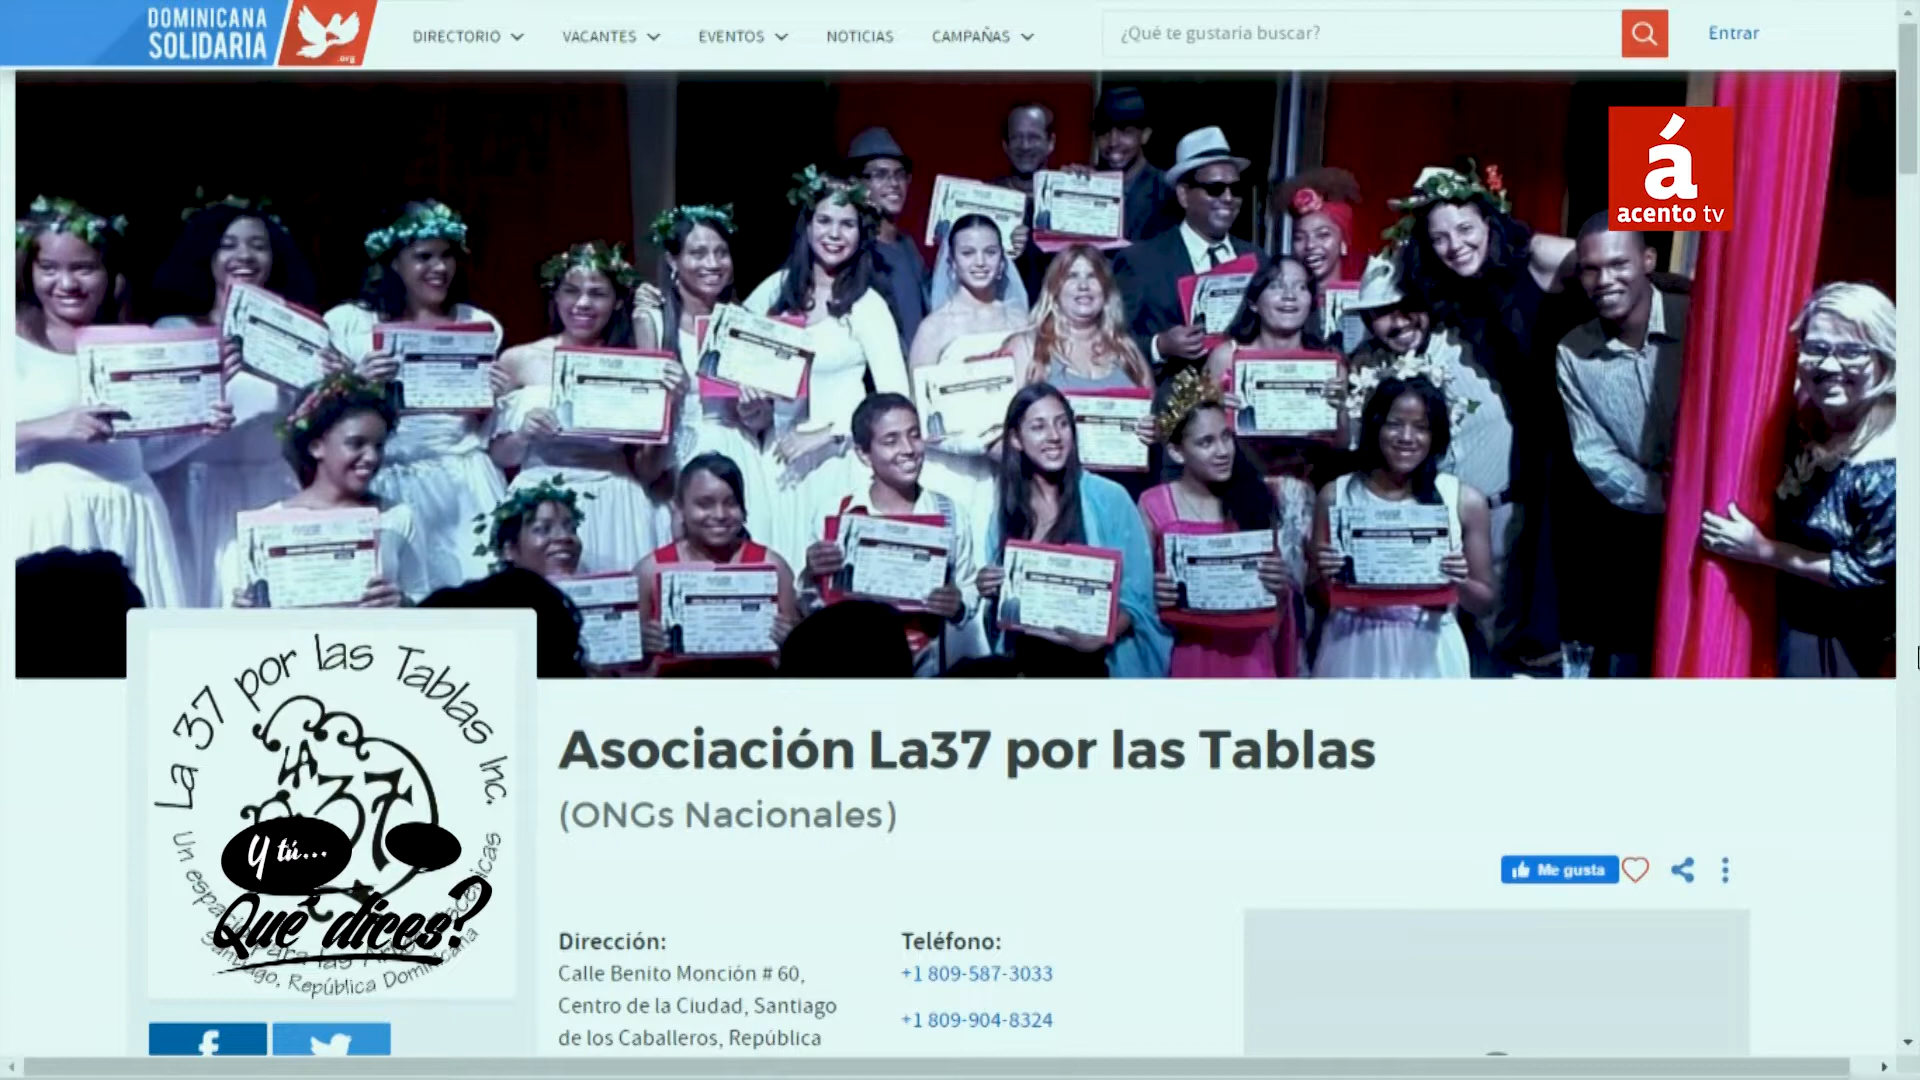 DOMINICANA
SOLIDARIA
.org
DIRECTORIO
VACANTES
EVENTOS
NOTICIAS
CAMPAÑAS
¿Qué te gustaria buscar?
Entrar
á
acento tv
La 37 por las Tablas Inc.
LA
37
Y tú...
Qué dices?
Santiago, República Dominicana
Asociación La37 por las Tablas
(ONGs Nacionales)
Me gusta
Dirección:
Calle Benito Monción # 60,
Centro de la Ciudad, Santiago
de los Caballeros, República
Teléfono:
+1 809-587-3033
+1 809-904-8324